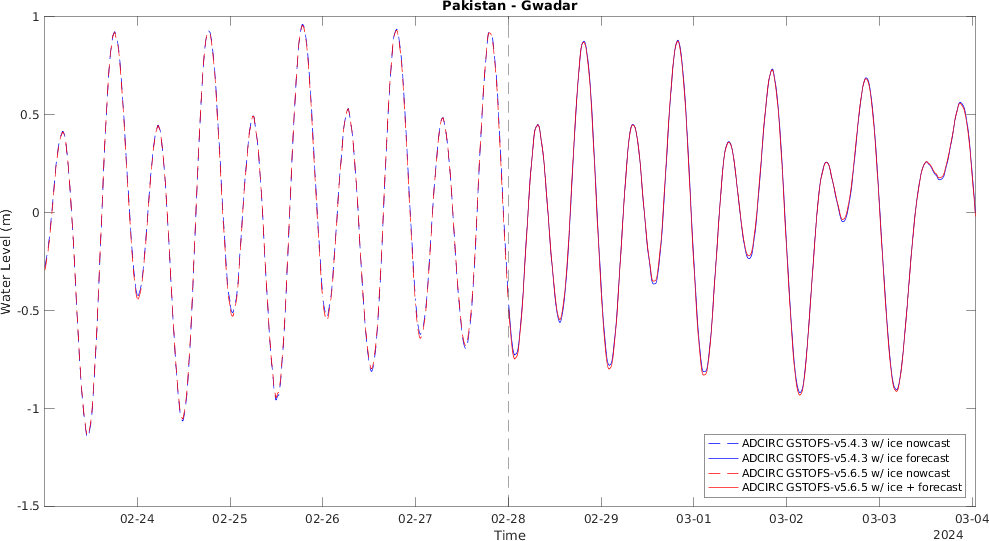 Pakistan - Gwadar
1
0.5
0
-0.5
-1
-1.5
Water Level (m)
02-24 02-25 02-26 02-27 02-28 02-29 03-01 03-02 03-03 03-04
Time
2024
ADCIRC GSTOFS-v5.4.3 w/ ice nowcast
ADCIRC GSTOFS-v5.4.3 w/ ice forecast
ADCIRC GSTOFS-v5.6.5 w/ ice nowcast
ADCIRC GSTOFS-v5.6.5 w/ ice + forecast